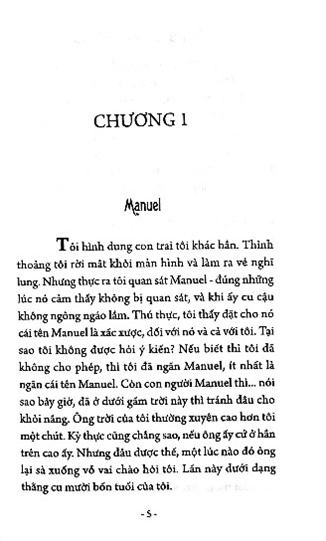 CHƯƠNG 1
Manuel
Tôi hình dung con trai tôi khác hẳn. Thỉnh
thoảng tôi rời mắt khỏi màn hình và làm ra vẻ nghĩ
lung. Nhưng thực ra tôi quan sát Manuel - đúng những
lúc nó cảm thấy không bị quan sát, và khi ấy cu cậu
không ngông ngáo lắm. Thú thực, tôi thấy đặt cho nó
cái tên Manuel là xấc xược, đối với nó và cả với tôi. Tại
sao tôi không được hỏi ý kiến? Nếu biết thì tôi đã
không cho phép, thì tôi đã ngăn Manuel, ít nhất là
ngăn cái tên Manuel. Còn con người Manuel thì... nói
sao bây giờ, đã ở dưới gầm trời này thì tránh đâu cho
khỏi nắng. Ông trời của tôi thường xuyên cao hơn tôi
một chút. Kỳ thực cũng chẳng sao, nếu ông ấy cứ ở hẳn
trên cao ấy. Nhưng đâu được thế, một lúc nào đó ông
lại sà xuống vỗ vai chào hỏi tôi. Lần này dưới dạng
thằng cu mười bốn tuổi của tôi.
- 5 -